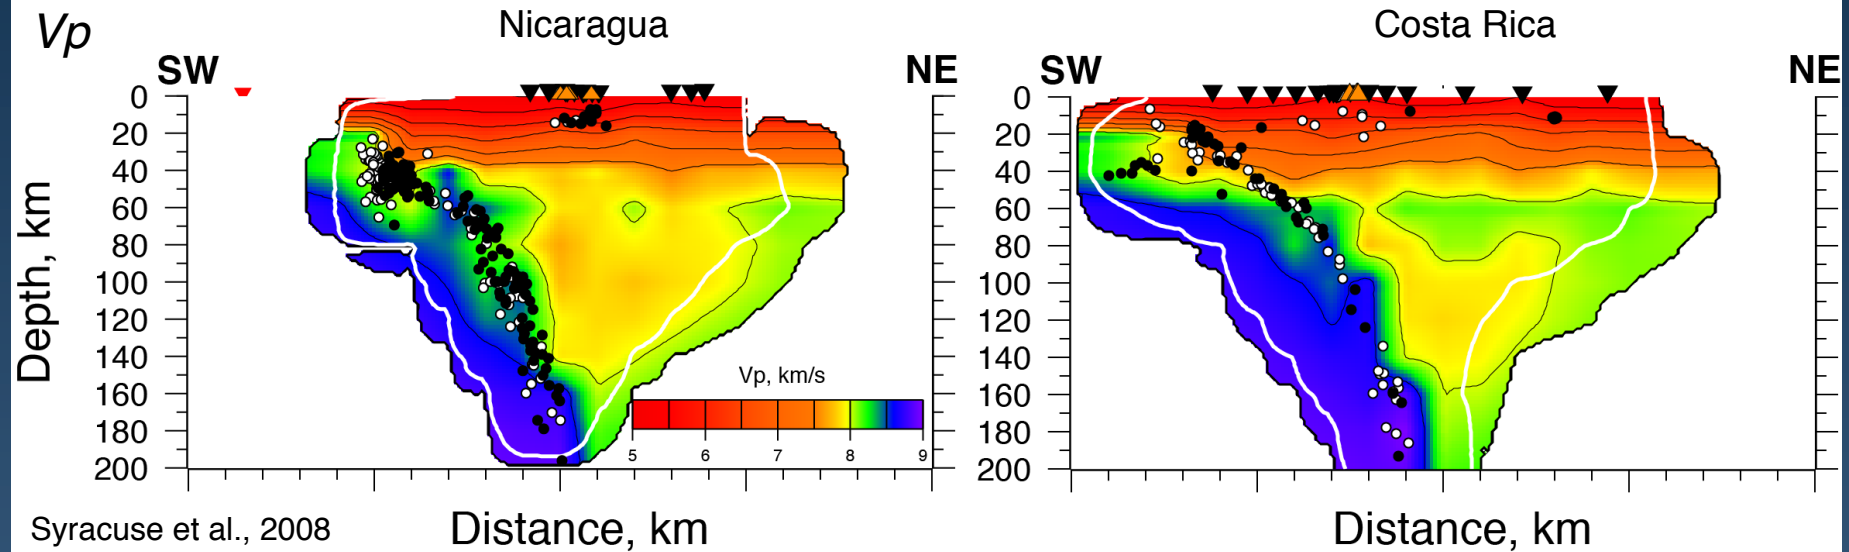 Vp
Nicaragua
Costa Rica
SW
NE
SW
NE
0
20
40
60
80
100
120
140
160
180
200
Depth, km
0
20
40
60
80
100
120
140
160
180
200
Vp, km/s
5 6 7 8 9
Syracuse et al., 2008
Distance, km
Distance, km